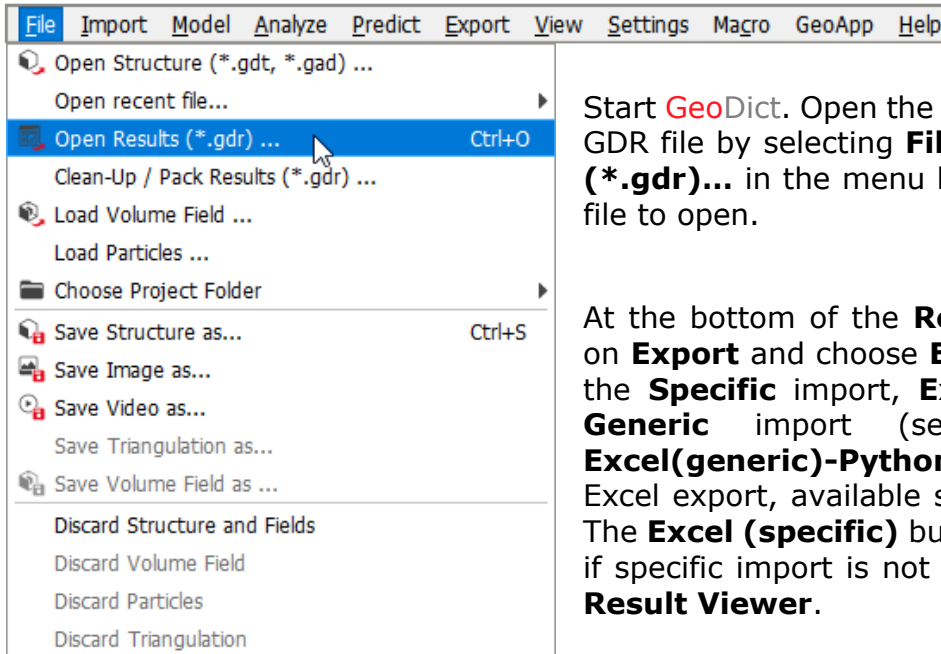 File Import Model Analyze Predict Export View Settings Macro GeoApp Help
Open Structure (*.gdt, *.gad) ...
Open recent file...
Open Results (*.gdr) ... Ctrl+O
Clean-Up / Pack Results (*.gdr) ...
Load Volume Field ...
Load Particles ...
Choose Project Folder
Save Structure as... Ctrl+S
Save Image as...
Save Video as...
Save Triangulation as...
Save Volume Field as ...
Discard Structure and Fields
Discard Volume Field
Discard Particles
Discard Triangulation
Start GeoDict. Open the
GDR file by selecting
(*.gdr)... in the menu
file to open.
At the bottom of the
on Export and choose
the Specific import,
Generic import
Excel(generic)-Python
Excel export, available
The Excel (specific)
if specific import is not
Result Viewer.